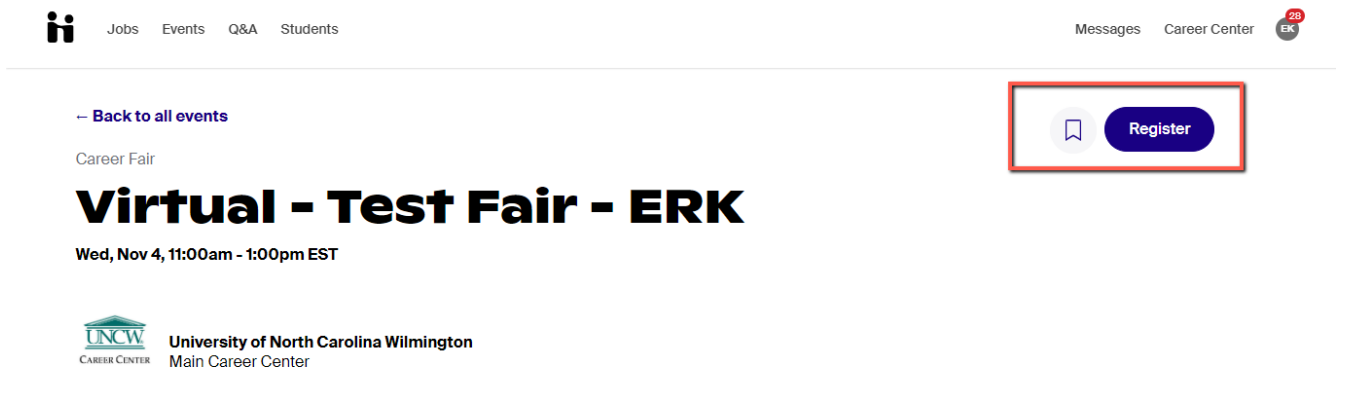 Jobs Events Q&A Students Messages Career Center 28
EK
← Back to all events
Register
Career Fair
Virtual - Test Fair - ERK
Wed, Nov 4, 11:00am - 1:00pm EST
UNCW
CAREER CENTER
University of North Carolina Wilmington
Main Career Center